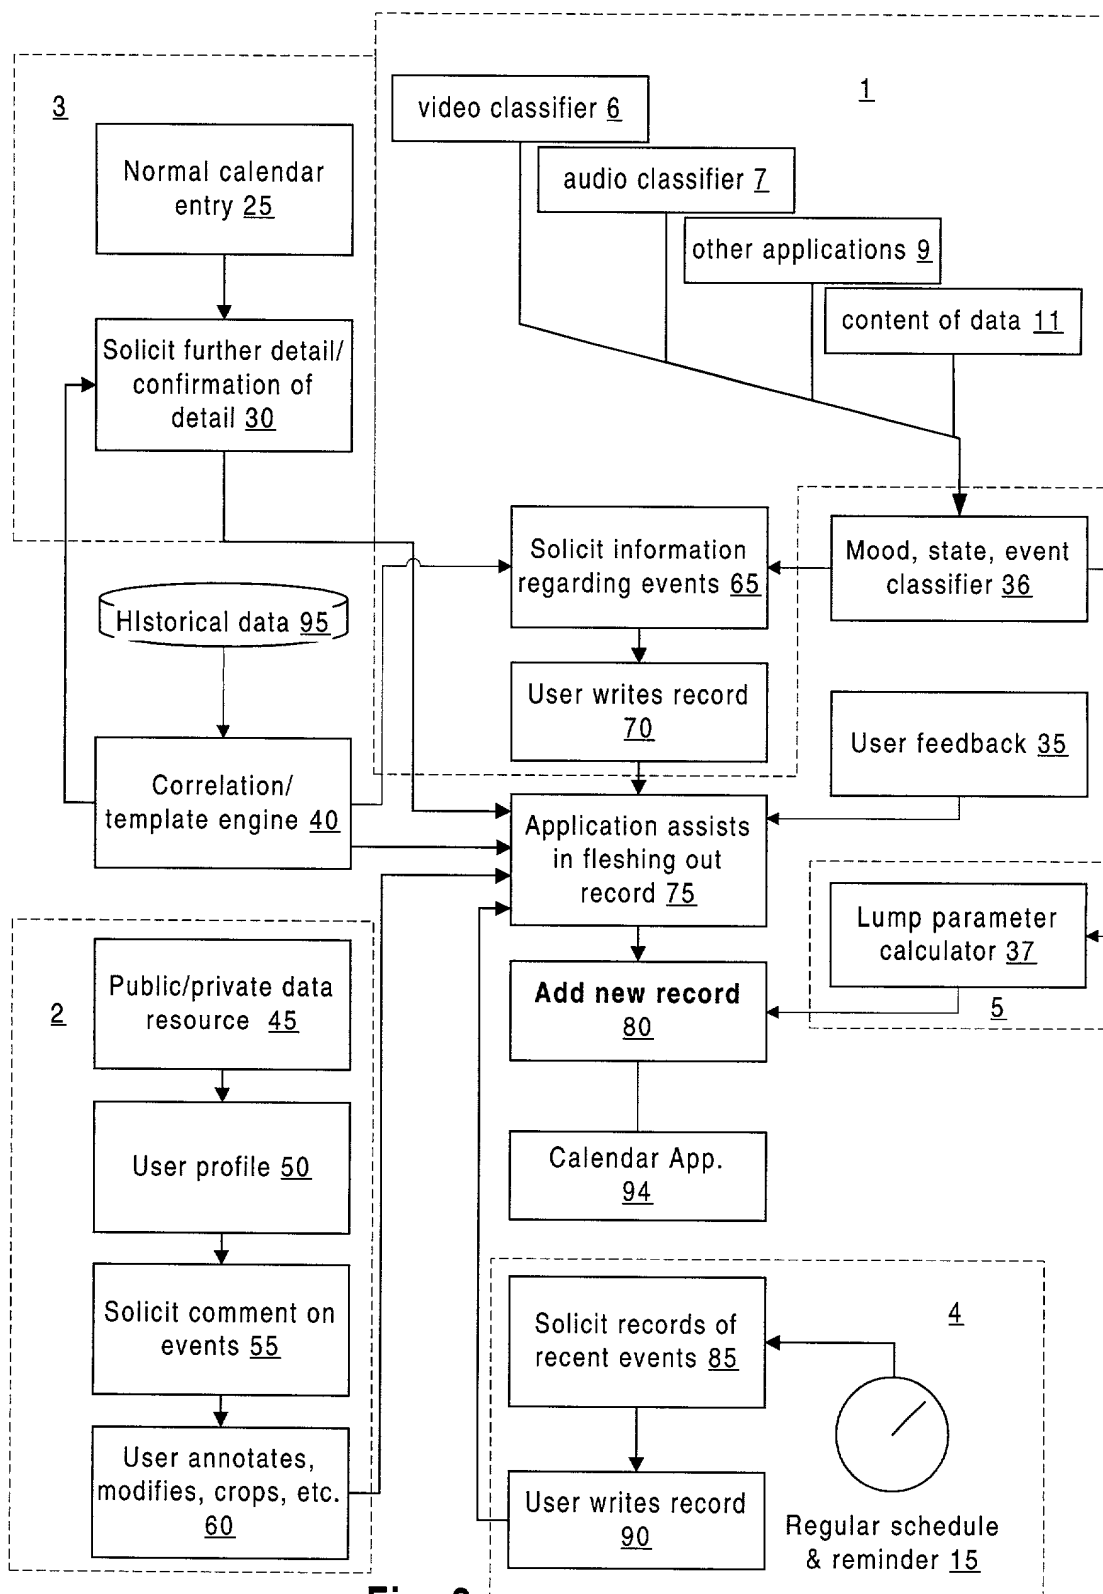 3
1
video classifier 6
audio classifier 7
other applications 9
content of data 11
Normal calendar
entry 25
Solicit further detail/
confirmation of
detail 30
Solicit information
regarding events 65
Mood, state, event
classifier 36
HIstorical data 95
User writes record
70
User feedback 35
Correlation/
template engine 40
Application assists
in fleshing out
record 75
Lump parameter
calculator 37
5
2
Public/private data
resource 45
Add new record
80
User profile 50
Calendar App.
94
Solicit comment on
events 55
4
Solicit records of
recent events 85
User annotates,
modifies, crops, etc.
60
User writes record
90
Regular schedule
& reminder 15